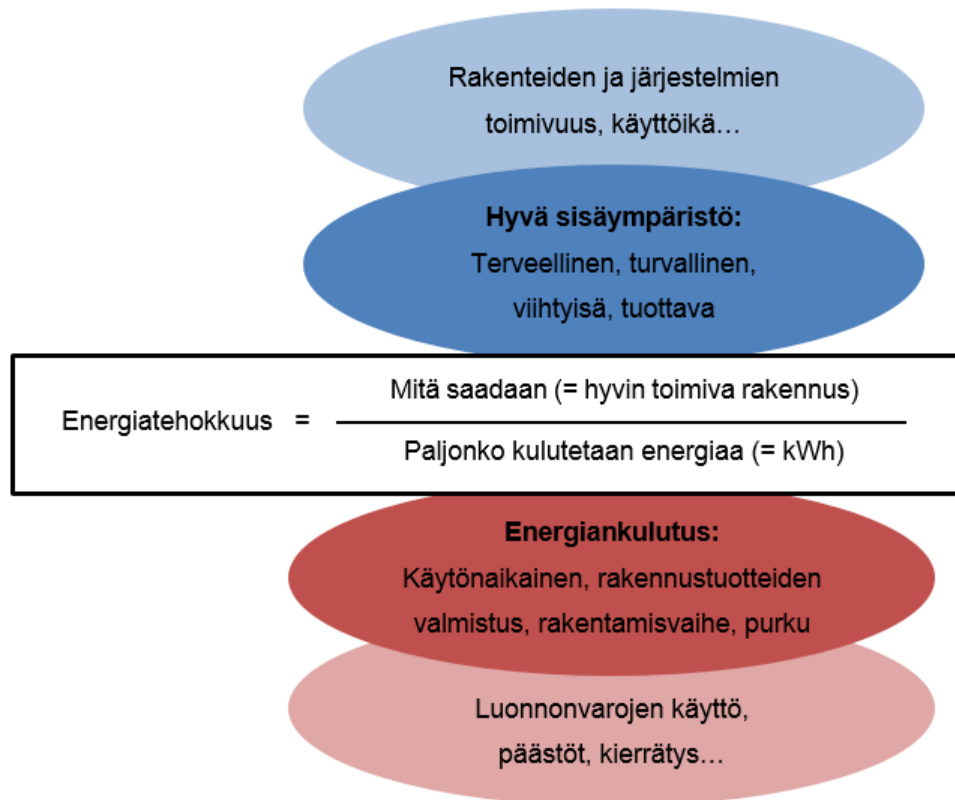 Rakenteiden ja järjestelmien
toimivuus, käyttöikä…
Hyvä sisäympäristö:
Terveellinen, turvallinen,
viihtyisä, tuottava
Mitä saadaan (= hyvin toimiva rakennus)
Energiatehokkuus =
Paljonko kulutetaan energiaa (= kWh)
Energiankulutus:
Käytönaikainen, rakennustuotteiden
valmistus, rakentamisvaihe, purku
Luonnonvarojen käyttö,
päästöt, kierrätys…